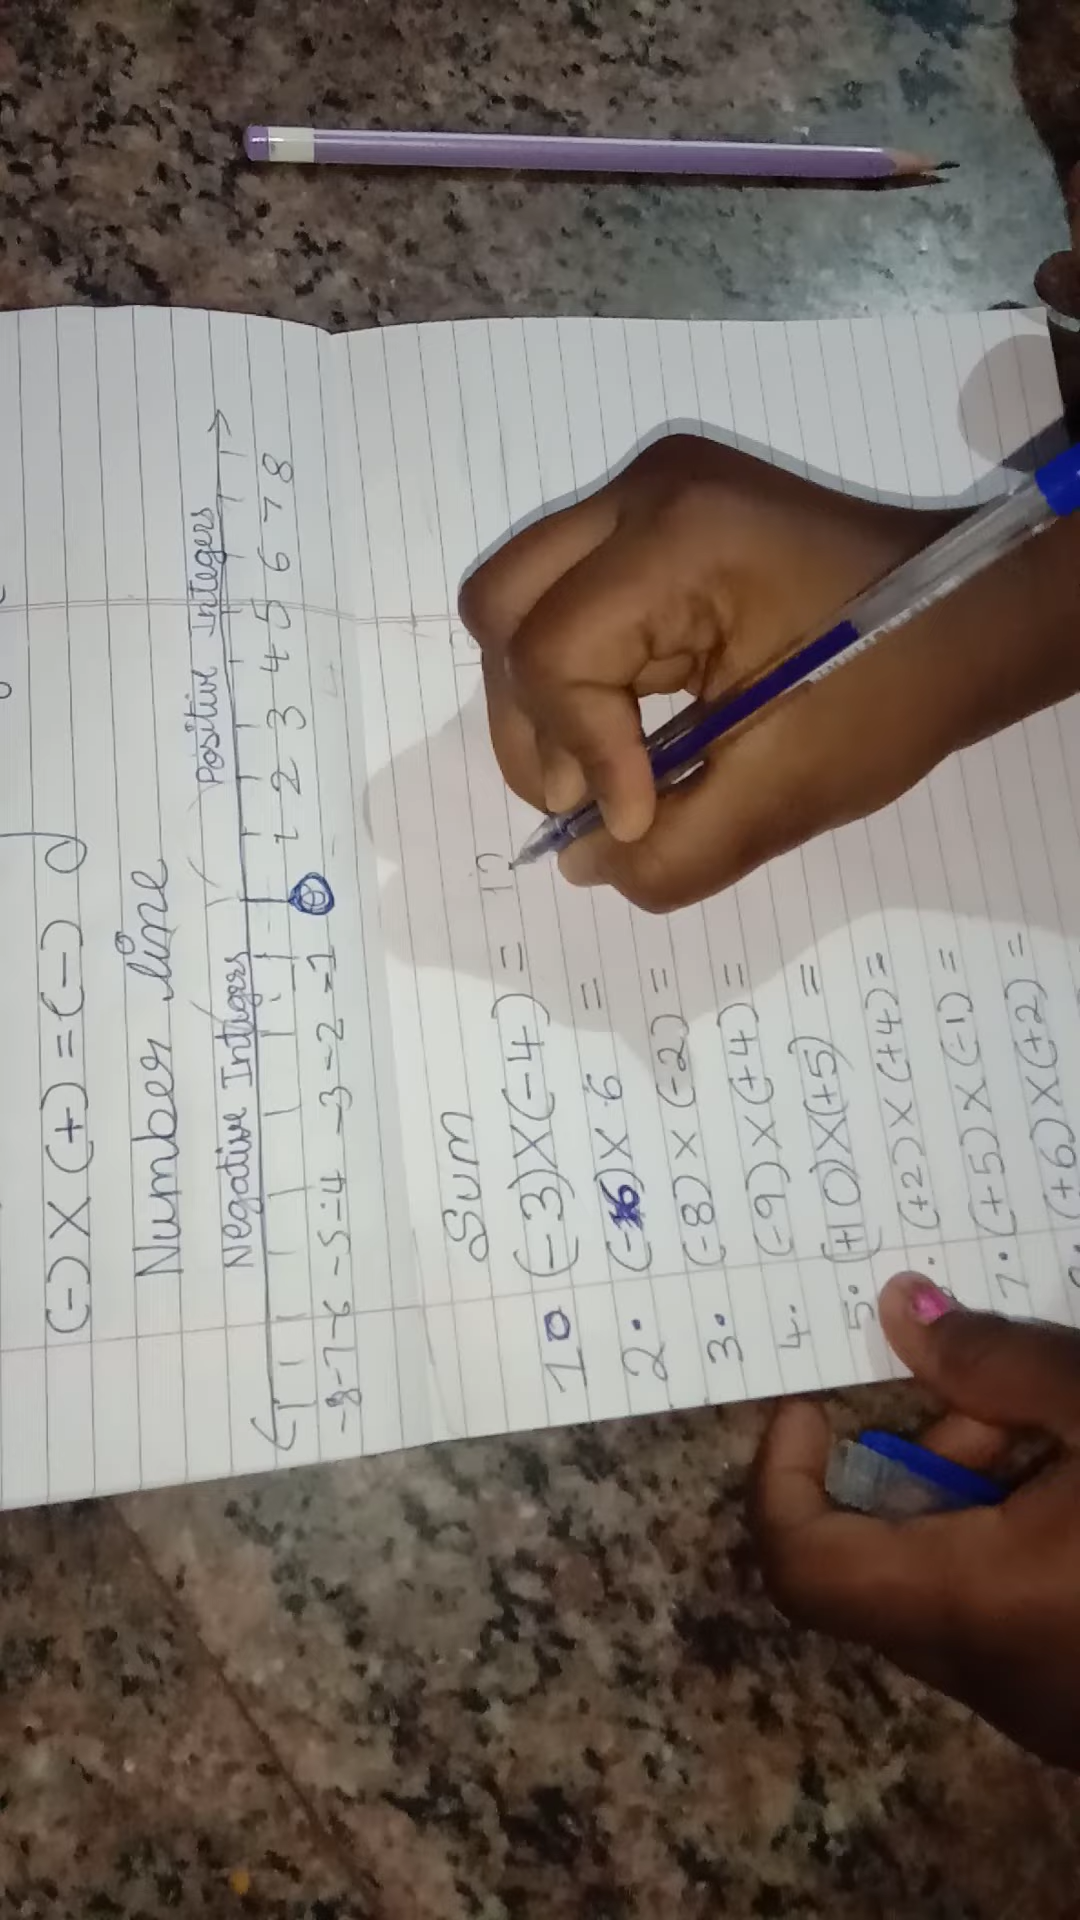 (-) × (+) = (-)
Number line
Negative Integers Positive Integers
-8 -7 -6 -5 -4 -3 -2 -1 0 1 2 3 4 5 6 7 8
Sum
1. (-3)×(-4) = 12
2. (-6)× 6 =
3. (-8) × (-2) =
4. (-9) ×(+4) =
5. (+10)×(+5) =
(+2) × (+4) =
7. (+5) × (-1) =
(+6) ×(+2) =